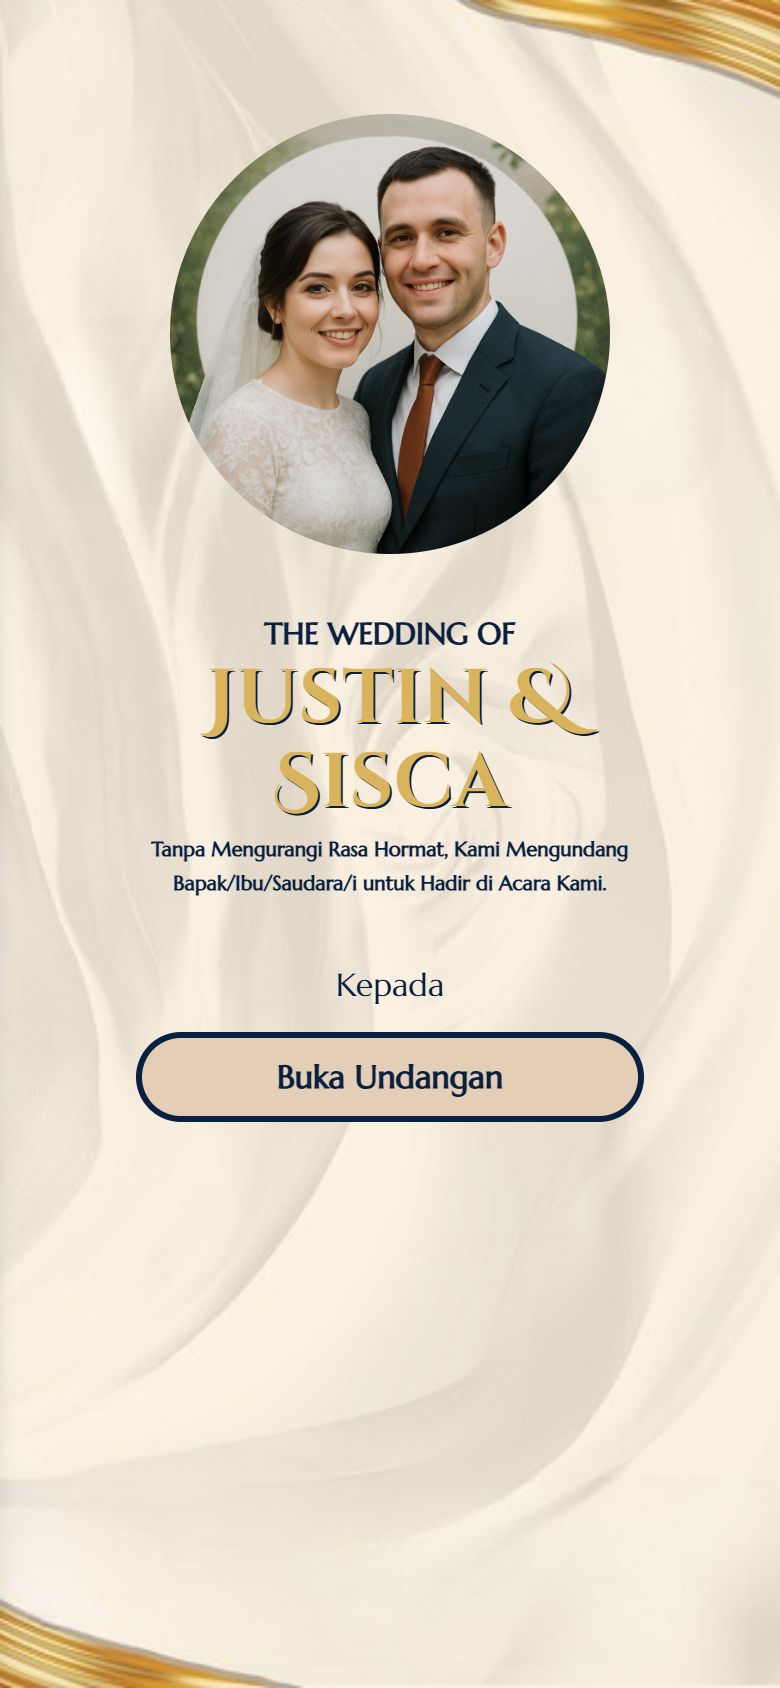 THE WEDDING OF
JUSTIN &
SISCA
Tanpa Mengurangi Rasa Hormat, Kami Mengundang
Bapak/Ibu/Saudara/i untuk Hadir di Acara Kami.
Kepada
Buka Undangan